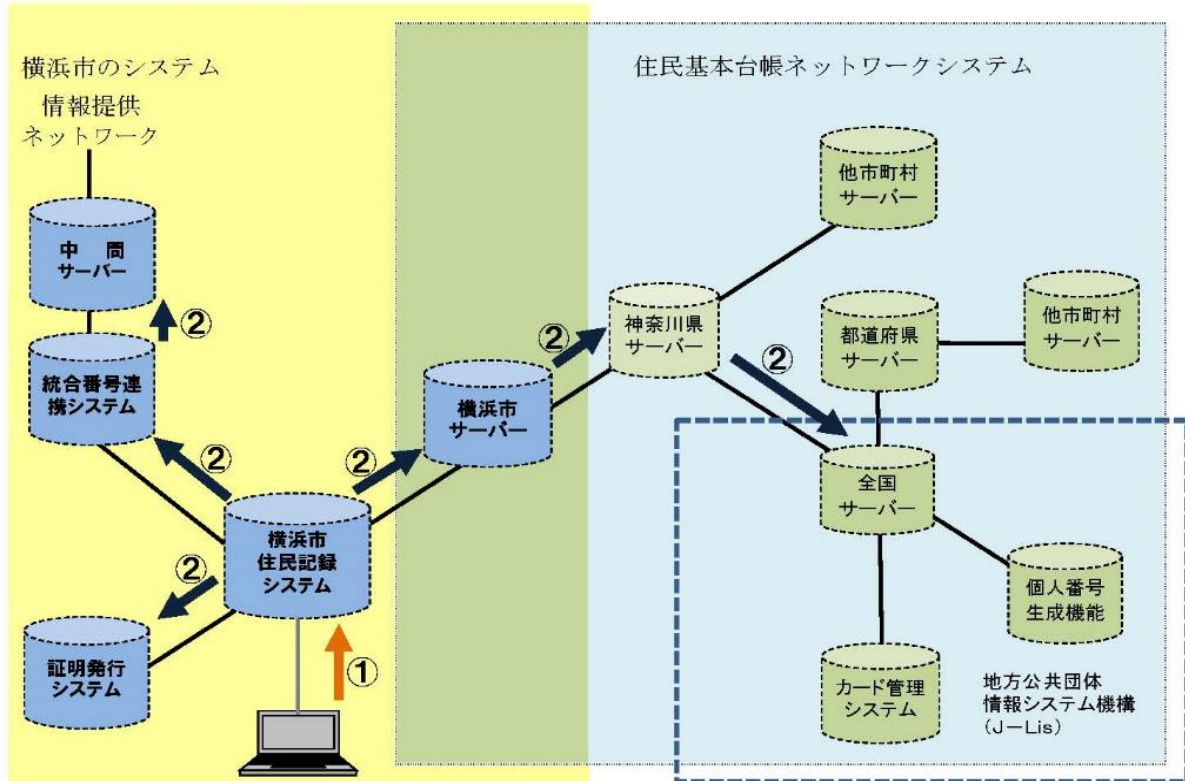 横浜市のシステム
情報提供
ネットワーク
中間
サーバー
②
統合番号連
携システム
②
②
証明発行
システム
横浜市
住民記録
システム
①
②
横浜市
サーバー
②
住民基本台帳ネットワークシステム
神奈川県
サーバー
②
他市町村
サーバー
都道府県
サーバー
他市町村
サーバー
全国
サーバー
個人番号
生成機能
カード管理
システム
地方公共団体
情報システム機構
(J－Lis)